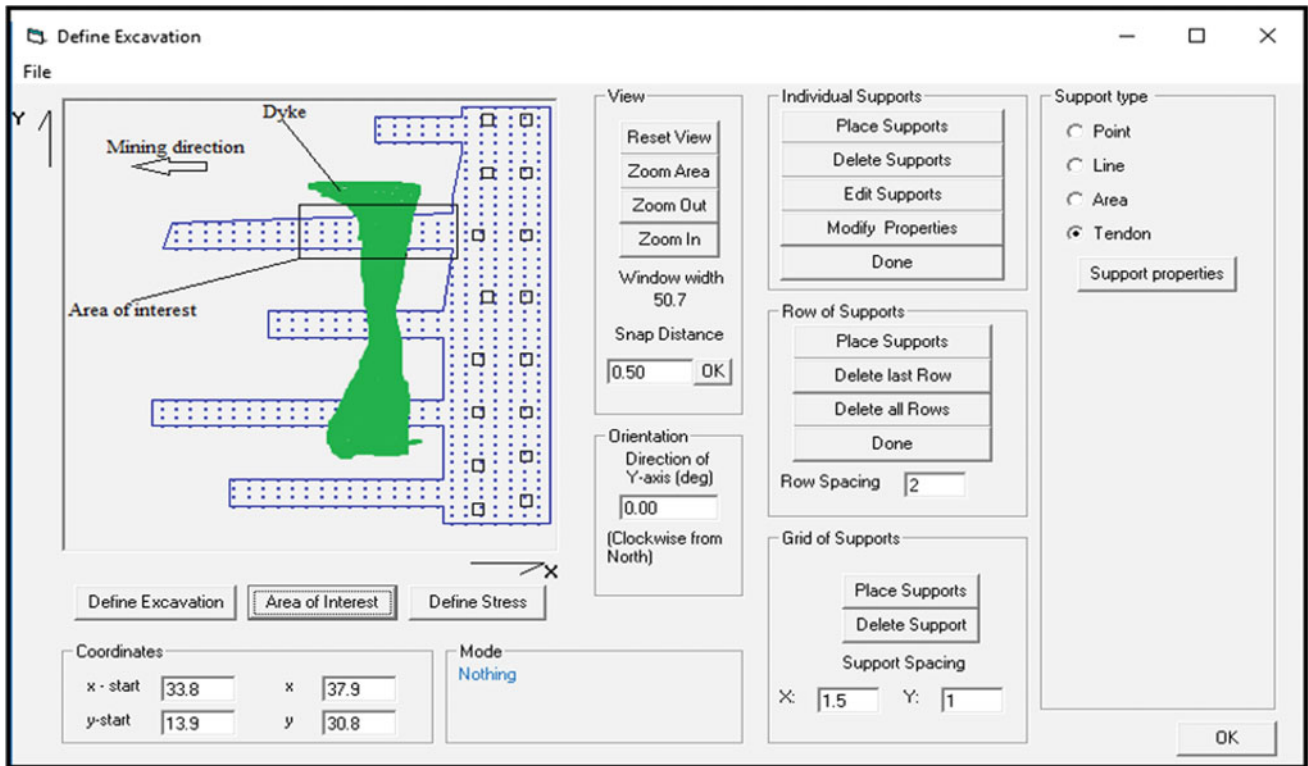 Define Excavation
File
Y
Dyke
Mining direction
Area of interest
X
Define Excavation
Area of Interest
Define Stress
Coordinates
x - start 33.8 x 37.9
y-start 13.9 y 30.8
Mode
Nothing
View
Reset View
Zoom Area
Zoom Out
Zoom In
Window width
50.7
Snap Distance
0.50 OK
Orientation
Direction of
Y-axis (deg)
0.00
(Clockwise from
North)
Individual Supports
Place Supports
Delete Supports
Edit Supports
Modify Properties
Done
Row of Supports
Place Supports
Delete last Row
Delete all Rows
Done
Row Spacing 2
Grid of Supports
Place Supports
Delete Support
Support Spacing
X: 1.5 Y: 1
Support type
Point
Line
Area
Tendon
Support properties
OK